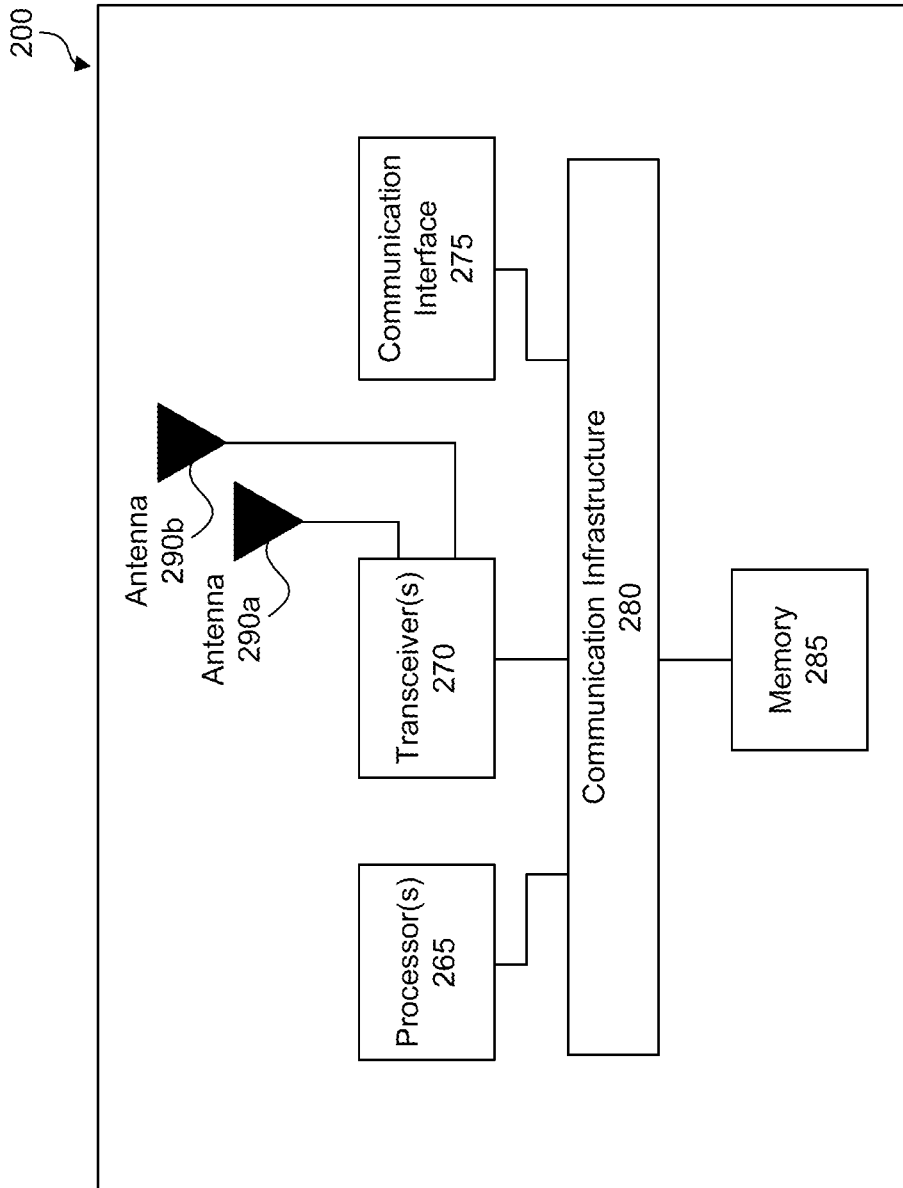 200
Antenna
290b
Antenna
290a
Processor(s)
265
Transceiver(s)
270
Communication
Interface
275
Communication Infrastructure
280
Memory
285